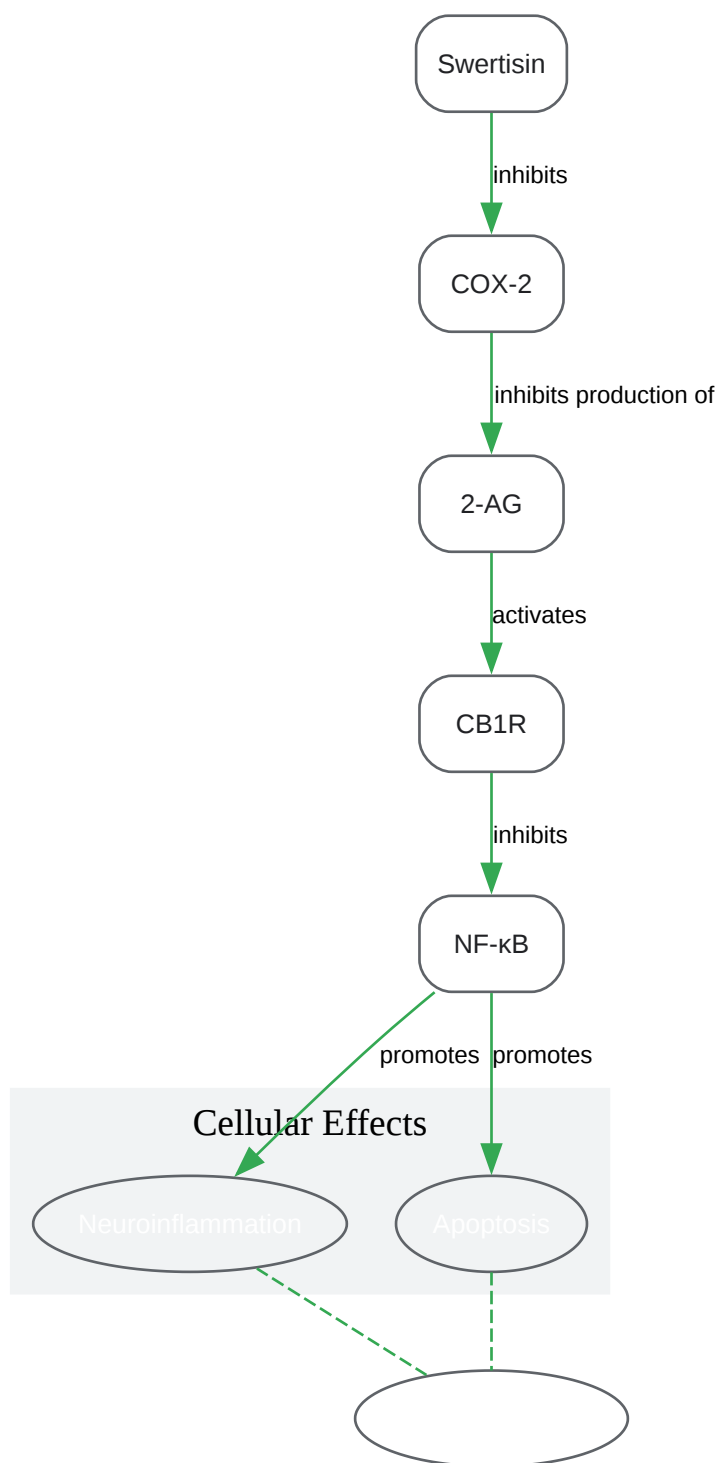 Swertisin
inhibits
COX-2
inhibits production of
2-AG
activates
CB1R
inhibits
NF-κB
promotes promotes
Cellular Effects
Neuroinflammation Apoptosis